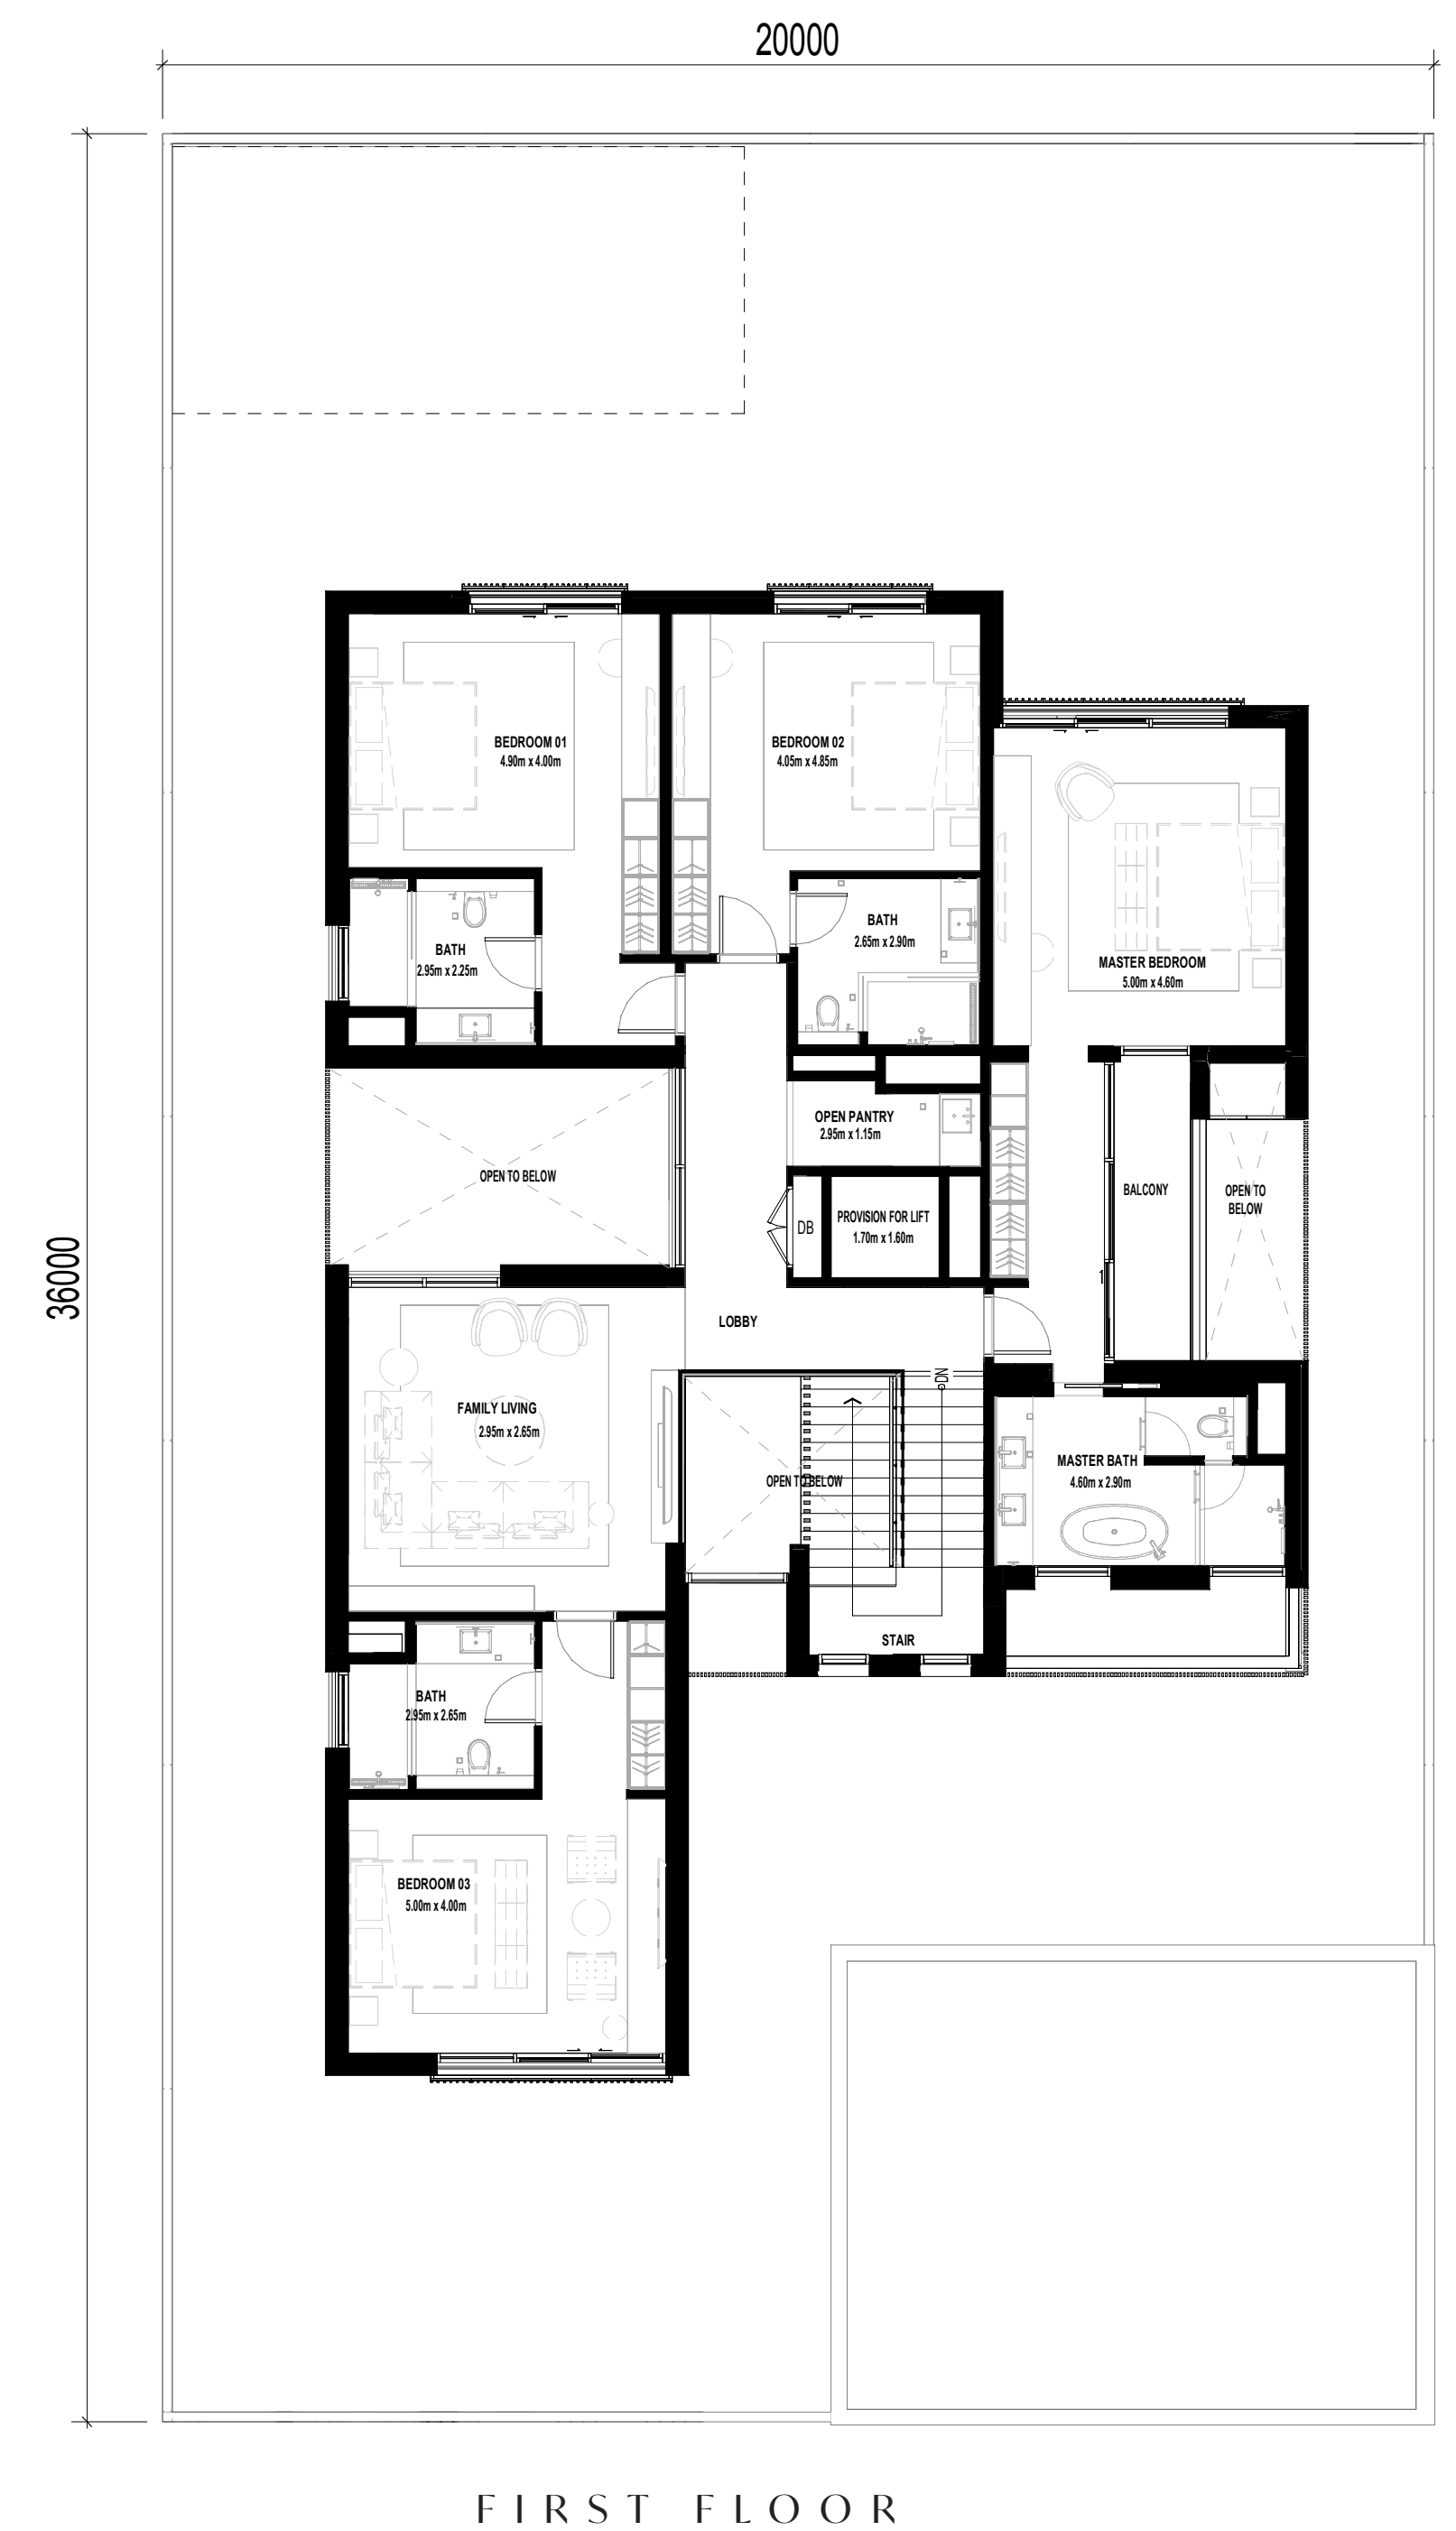 20000
36000
BEDROOM 01
4.90m x 4.00m
BEDROOM 02
4.05m x 4.85m
BATH
2.65m x 2.90m
BATH
2.95m x 2.25m
MASTER BEDROOM
5.00m x 4.60m
OPEN PANTRY
2.95m x 1.15m
OPEN TO BELOW
BALCONY
OPEN TO
BELOW
DB
PROVISION FOR LIFT
1.70m x 1.60m
LOBBY
DN
FAMILY LIVING
2.95m x 2.65m
OPEN TO BELOW
MASTER BATH
4.60m x 2.90m
STAIR
BATH
2.95m x 2.65m
BEDROOM 03
5.00m x 4.00m
FIRST FLOOR